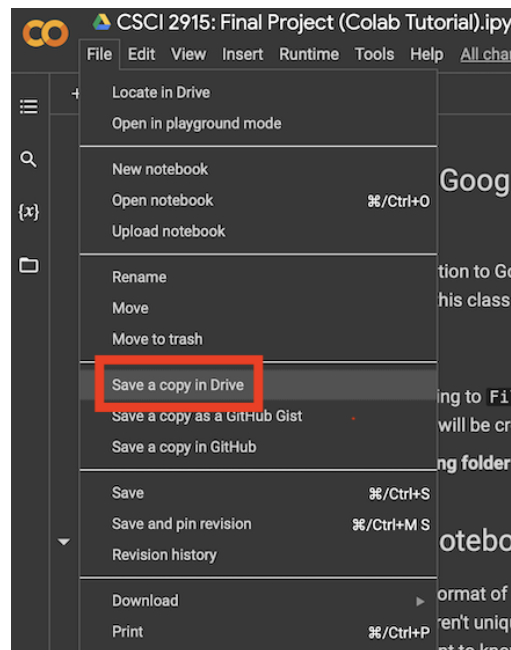 CSCI 2915: Final Project (Colab Tutorial).ipy
File Edit View Insert Runtime Tools Help All cha
+
Locate in Drive
Open in playground mode
New notebook
Open notebook ⌘/Ctrl+O
Upload notebook
Goog
{x}
Rename
Move
Move to trash
tion to Go
his class
Save a copy in Drive
Save a copy as a GitHub Gist
Save a copy in GitHub
ing to Fi
will be cr
ng folder
Save ⌘/Ctrl+S
Save and pin revision ⌘/Ctrl+M S
Revision history
otebo
Download
Print ⌘/Ctrl+P
ormat of
ren't uniq